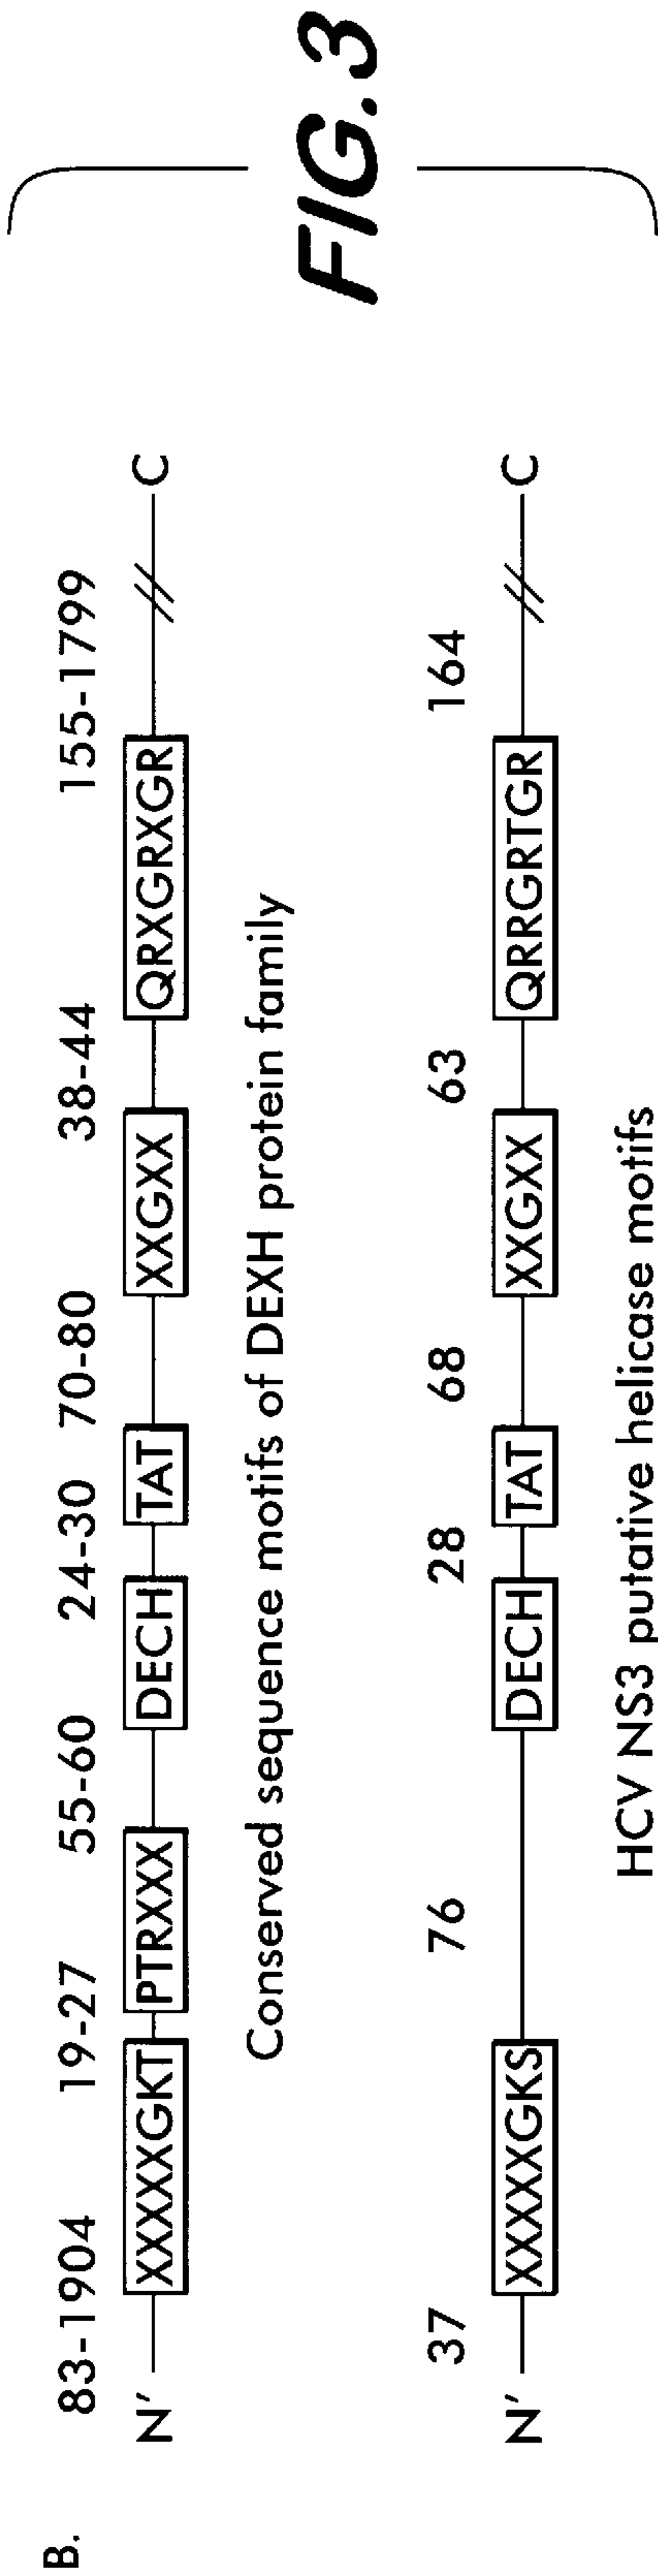 B.
83-1904 19-27 55-60 24-30 70-80 38-44 155-1799
N' XXXXXGKT PTRXXX DECH TAT XXGXX QRXGRXGR C
Conserved sequence motifs of DEXH protein family
37 76 28 68 63 164
N' XXXXXGKS DECH TAT XXGXX QRRGRTGR C
HCV NS3 putative helicase motifs
FIG. 3